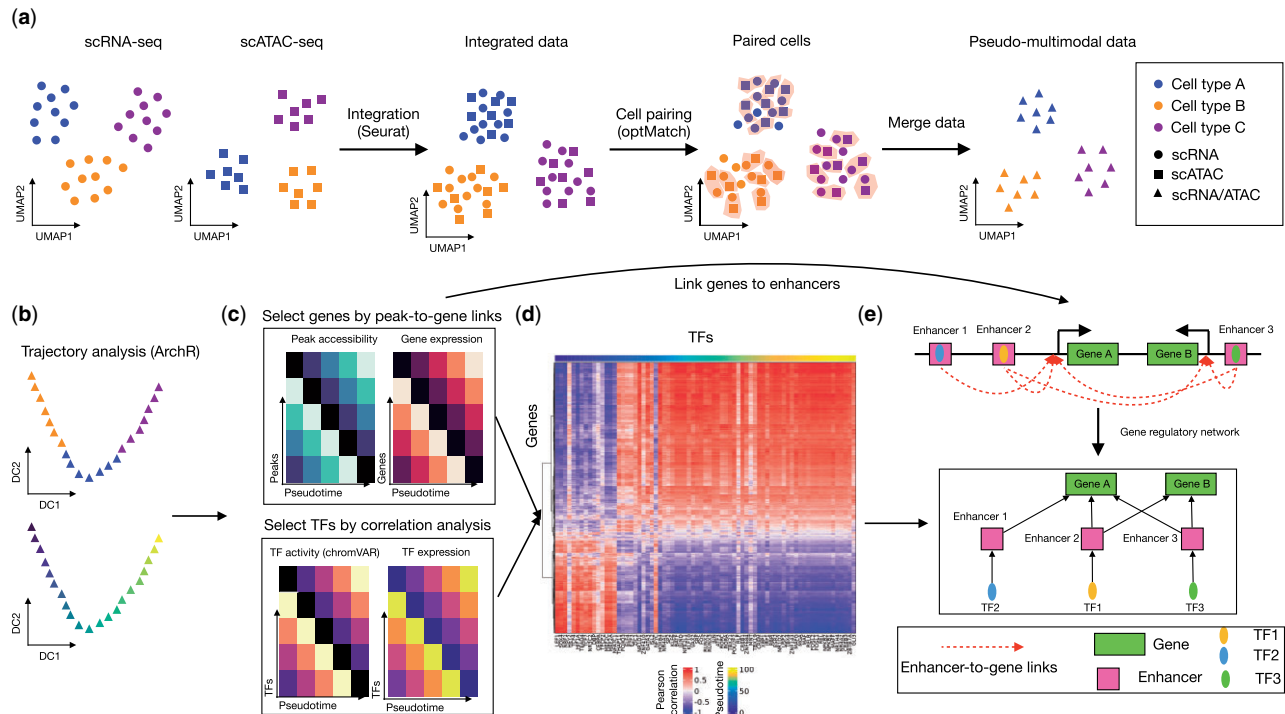 (a)
scRNA-seq
scATAC-seq
Integrated data
Paired cells
Pseudo-multimodal data
Integration
(Seurat)
Cell pairing
(optMatch)
Merge data
UMAP2
UMAP1
UMAP2
UMAP1
UMAP2
UMAP1
UMAP2
UMAP1
UMAP2
UMAP1
Cell type A
Cell type B
Cell type C
scRNA
scATAC
scRNA/ATAC
Link genes to enhancers
(b)
Trajectory analysis (ArchR)
DC2
DC1
DC2
DC1
(c)
Select genes by peak-to-gene links
Peak accessibility
Gene expression
Peaks
Pseudotime
Genes
Pseudotime
Select TFs by correlation analysis
TF activity (chromVAR)
TF expression
TFs
Pseudotime
TFs
Pseudotime
(d)
TFs
Genes
Pearson
correlation
1
0.5
0
-0.5
-1
Pseudotime
100
50
0
(e)
Enhancer 1
Enhancer 2
Enhancer 3
Gene A
Gene B
Gene regulatory network
Gene A
Gene B
Enhancer 1
Enhancer 2
Enhancer 3
TF2
TF1
TF3
Enhancer-to-gene links
Gene
Enhancer
TF1
TF2
TF3